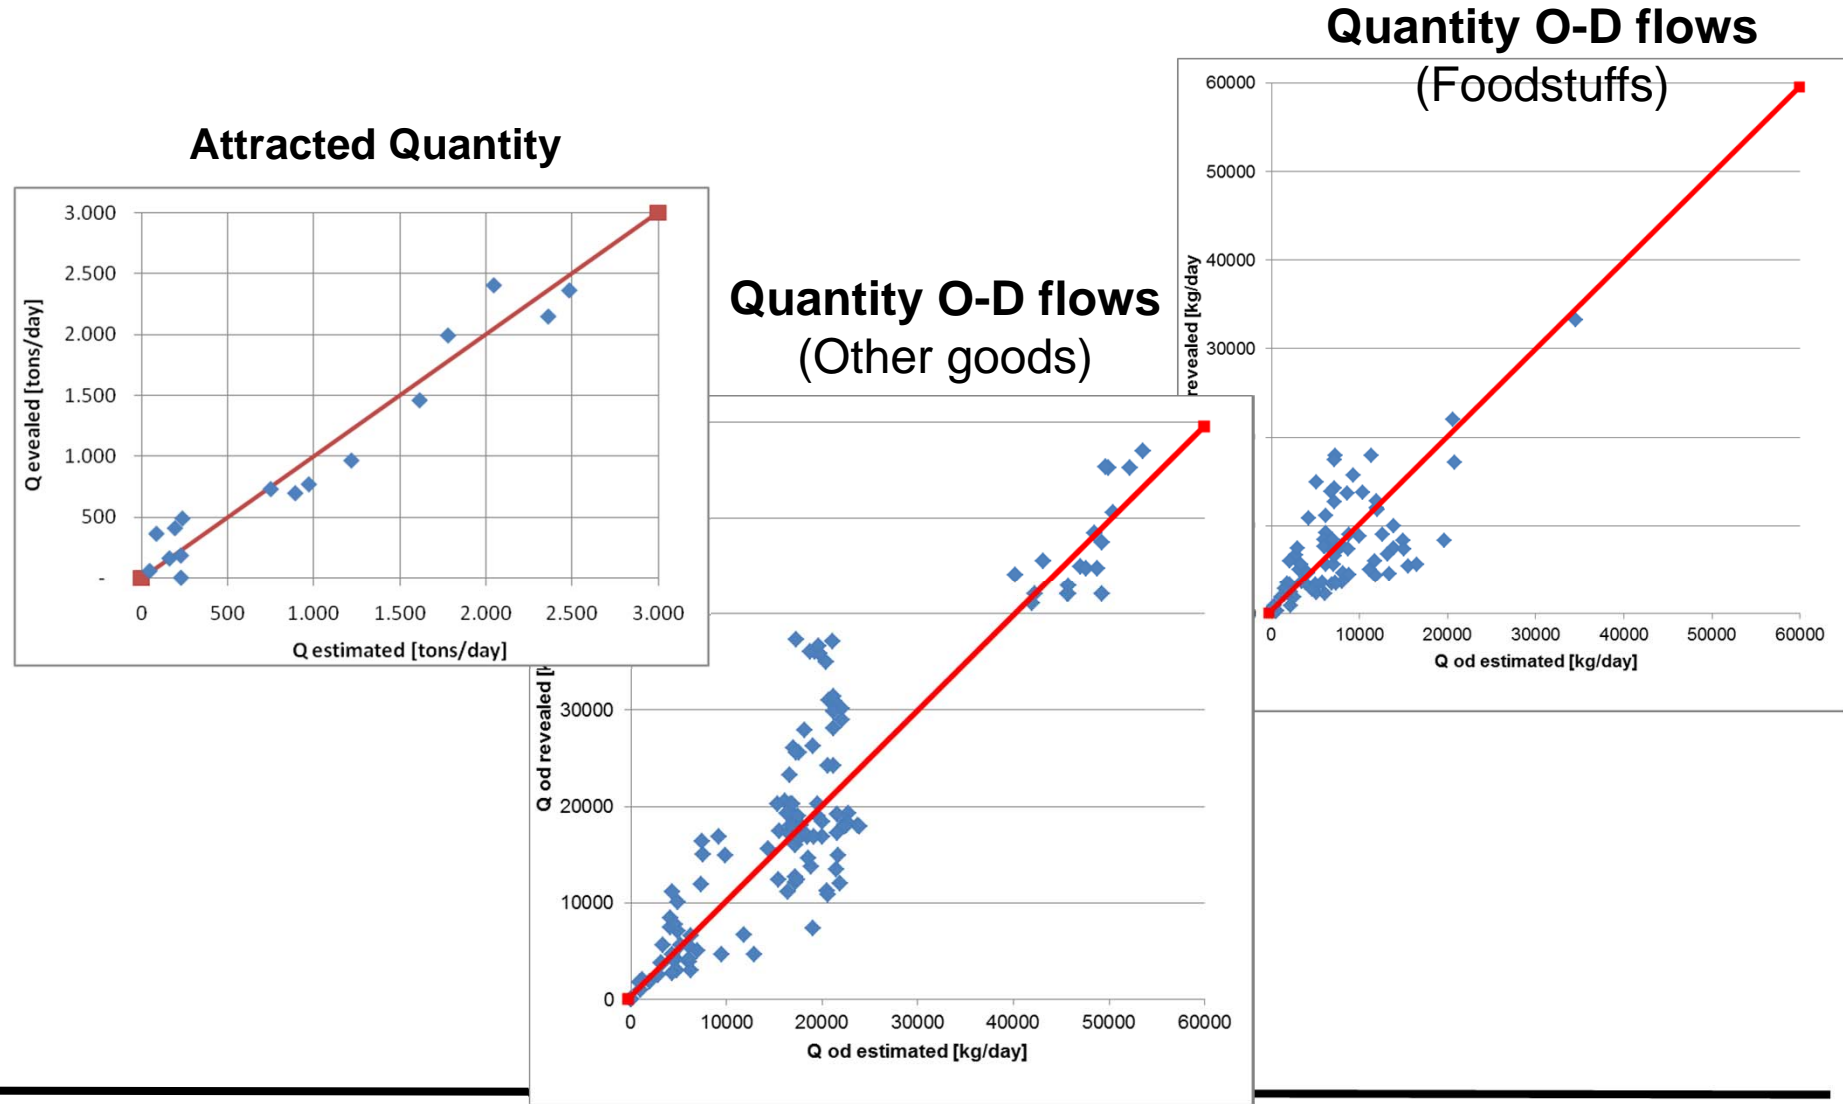 Quantity O-D flows
(Foodstuffs)
60000
50000
40000
30000
revealed [kg/day
0 10000 20000 30000 40000 50000 60000
Q od estimated [kg/day]
Attracted Quantity
3.000
2.500
2.000
1.500
1.000
500
-
Q evealed [tons/day]
0 500 1.000 1.500 2.000 2.500 3.000
Q estimated [tons/day]
Quantity O-D flows
(Other goods)
30000
20000
10000
0
Q od revealed [
0 10000 20000 30000 40000 50000 60000
Q od estimated [kg/day]